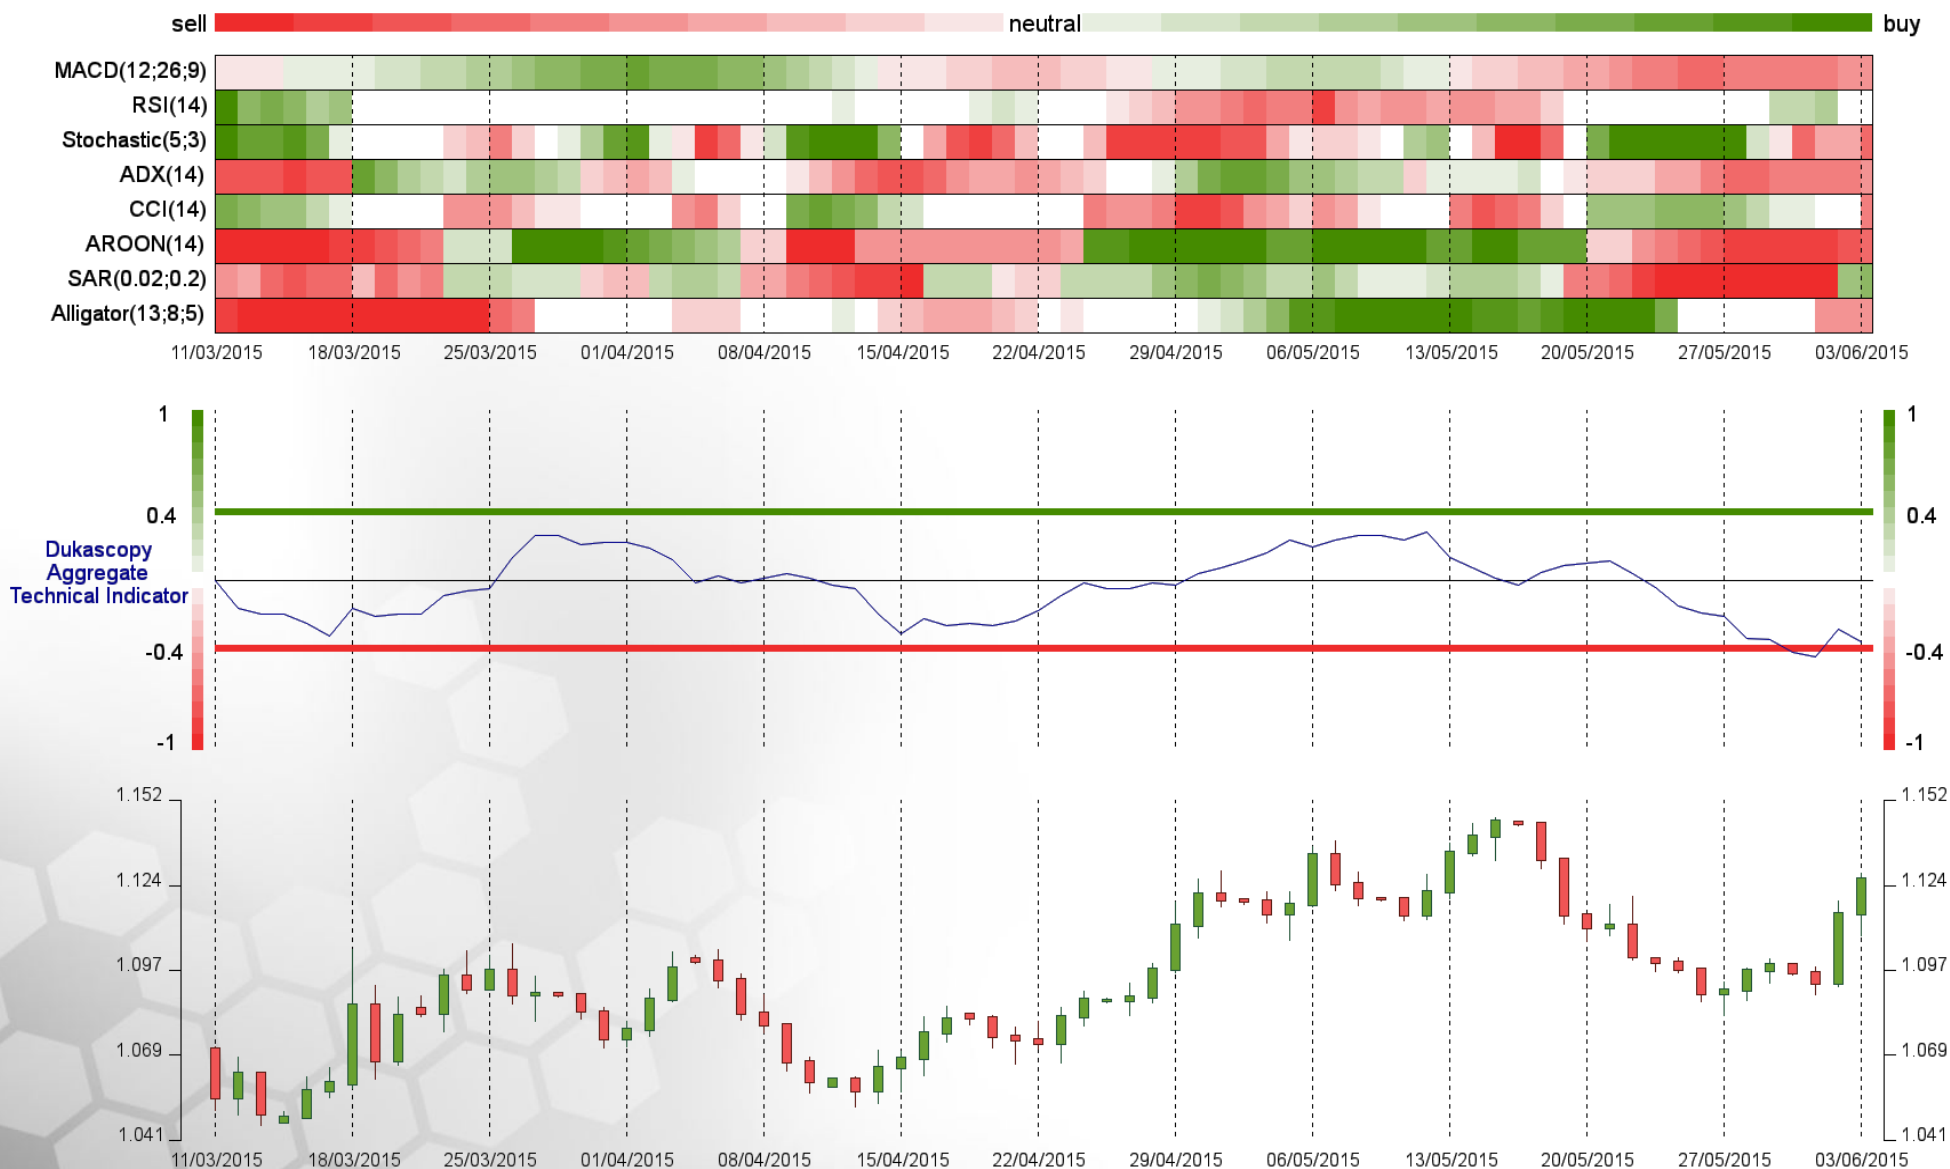 sell neutral buy
MACD(12;26;9)
RSI(14)
Stochastic(5;3)
ADX(14)
CCI(14)
AROON(14)
SAR(0.02;0.2)
Alligator(13;8;5)
11/03/2015 18/03/2015 25/03/2015 01/04/2015 08/04/2015 15/04/2015 22/04/2015 29/04/2015 06/05/2015 13/05/2015 20/05/2015 27/05/2015 03/06/2015
1 1
0.4 0.4
Dukascopy
Aggregate
Technical Indicator
-0.4 -0.4
-1 -1
1.152 1.152
1.124 1.124
1.097 1.097
1.069 1.069
1.041 1.041
11/03/2015 18/03/2015 25/03/2015 01/04/2015 08/04/2015 15/04/2015 22/04/2015 29/04/2015 06/05/2015 13/05/2015 20/05/2015 27/05/2015 03/06/2015